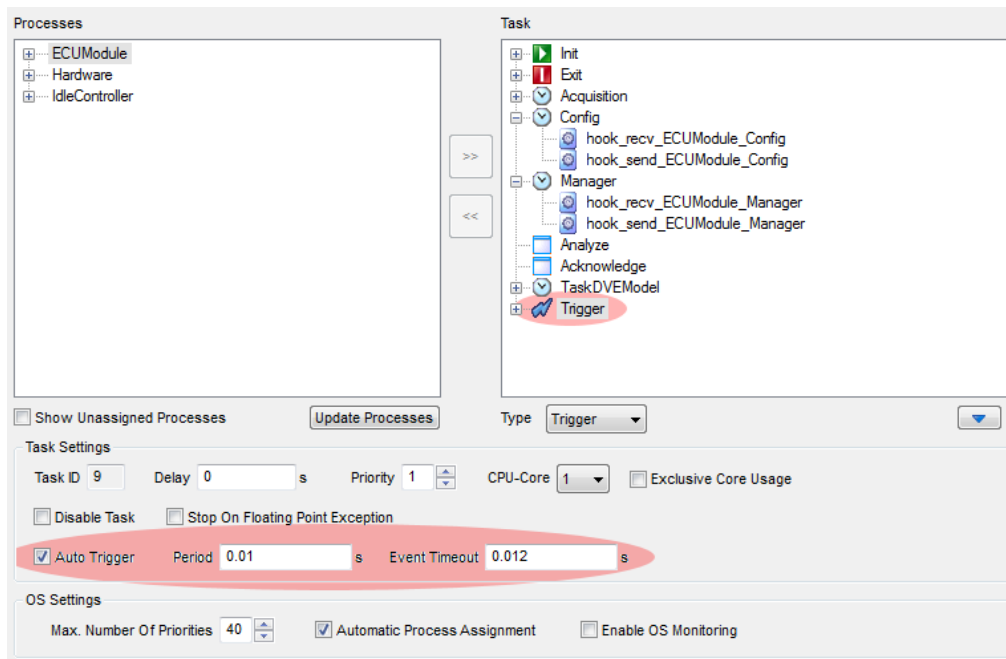 Processes
Task
ECUModule
Hardware
IdleController
Init
Exit
Acquisition
Config
hook_recv_ECUModule_Config
hook_send_ECUModule_Config
Manager
hook_recv_ECUModule_Manager
hook_send_ECUModule_Manager
Analyze
Acknowledge
TaskDVEModel
Trigger
>>
<<
Show Unassigned Processes
Update Processes
Type Trigger
Task Settings
Task ID 9 Delay 0 s Priority 1 CPU-Core 1 Exclusive Core Usage
Disable Task Stop On Floating Point Exception
Auto Trigger Period 0.01 s Event Timeout 0.012 s
OS Settings
Max. Number Of Priorities 40 Automatic Process Assignment Enable OS Monitoring